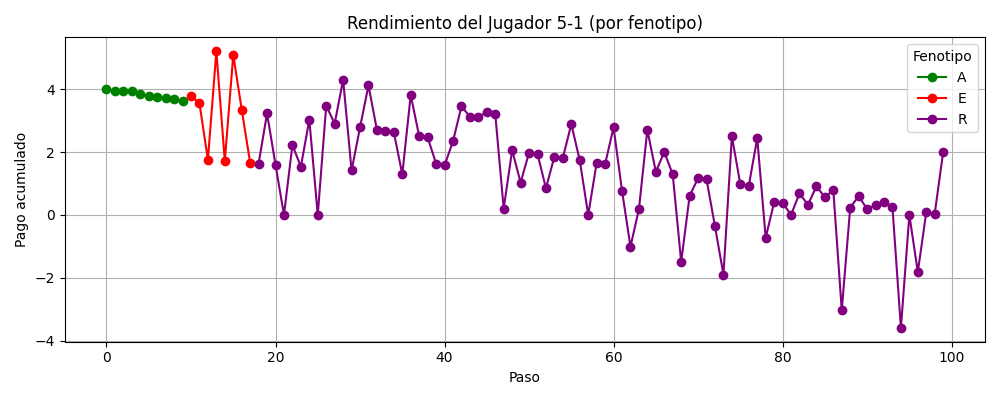 Rendimiento del Jugador 5-1 (por fenotipo)
Pago acumulado
4
2
0
−2
−4
Fenotipo
A
E
R
0 20 40 60 80 100
Paso